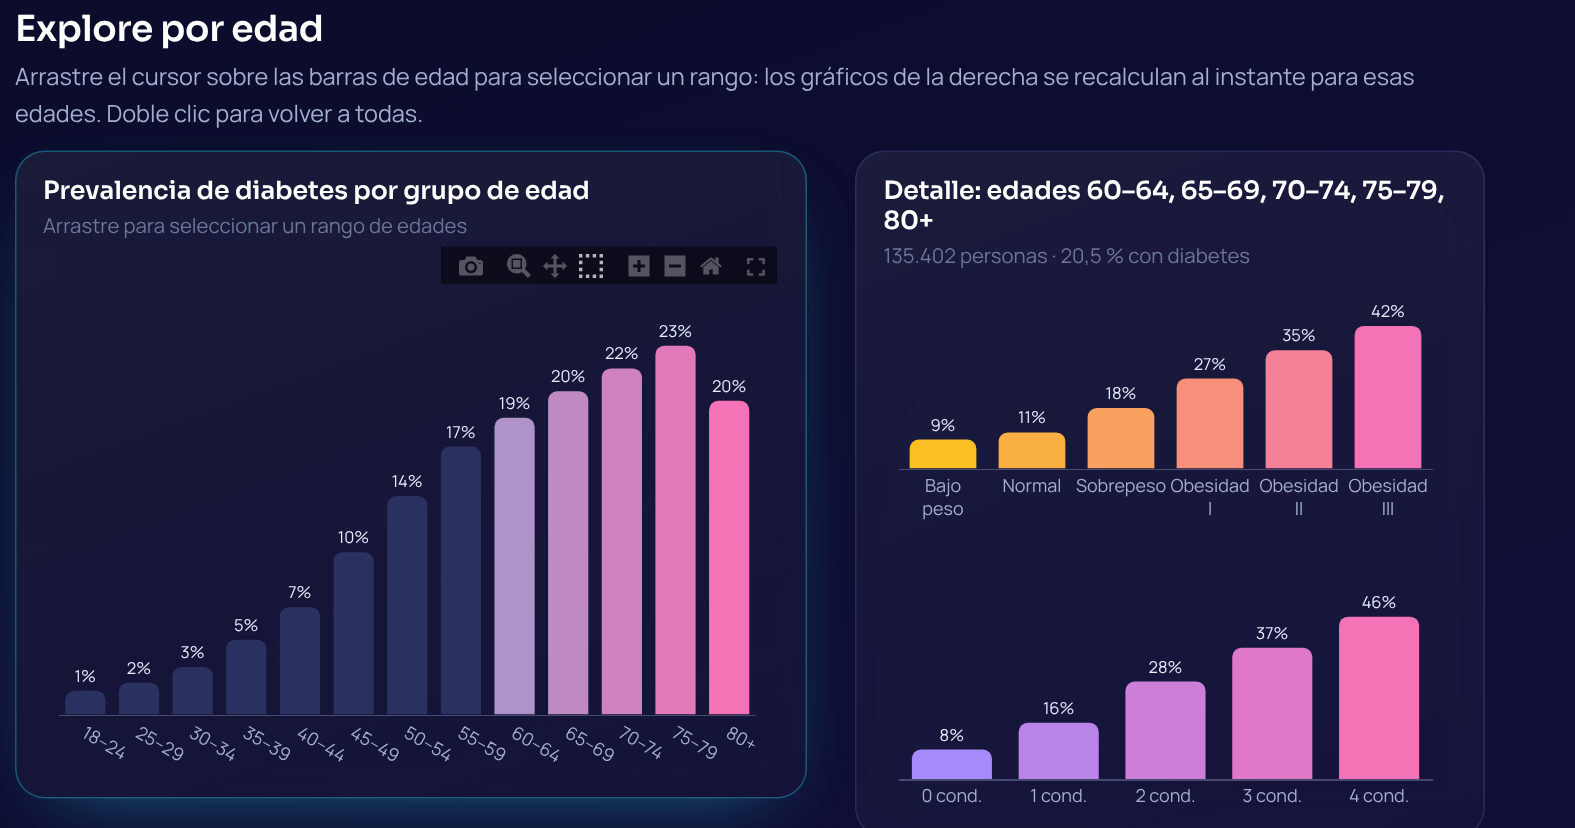 Explore por edad
Arrastre el cursor sobre las barras de edad para seleccionar un rango: los gráficos de la derecha se recalculan al instante para esas
edades. Doble clic para volver a todas.
Prevalencia de diabetes por grupo de edad
Arrastre para seleccionar un rango de edades
1%
2%
3%
5%
7%
10%
14%
17%
19%
20%
22%
23%
20%
18–24
25–29
30–34
35–39
40–44
45–49
50–54
55–59
60–64
65–69
70–74
75–79
80+
Detalle: edades 60–64, 65–69, 70–74, 75–79,
80+
135.402 personas · 20,5 % con diabetes
9%
11%
18%
27%
35%
42%
Bajo
peso
Normal
Sobrepeso
Obesidad
I
Obesidad
II
Obesidad
III
8%
16%
28%
37%
46%
0 cond.
1 cond.
2 cond.
3 cond.
4 cond.